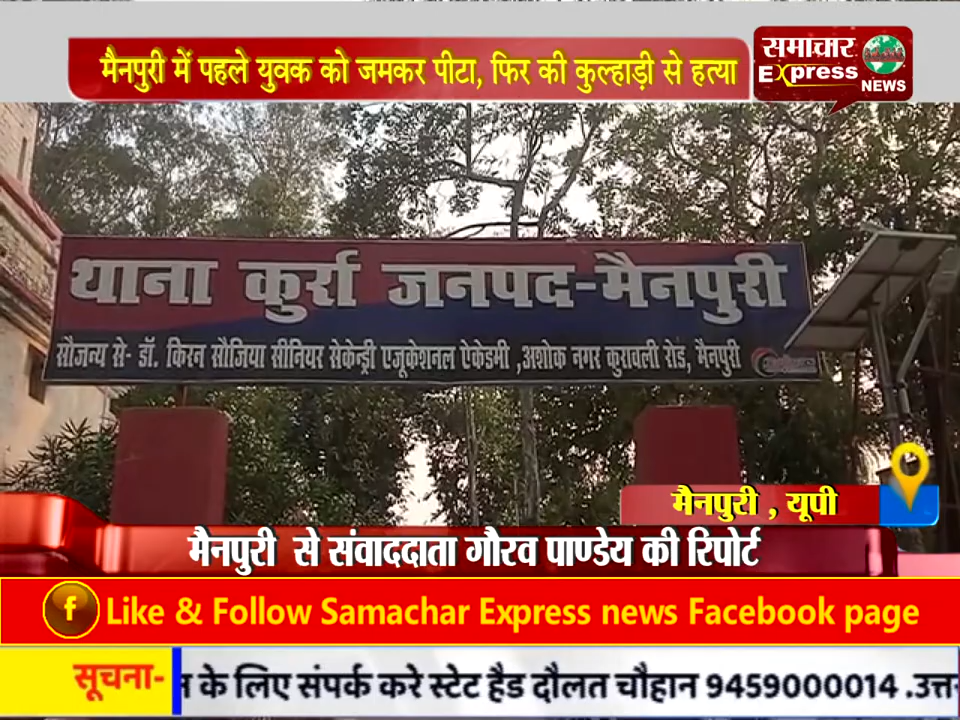 मैनपुरी में पहले युवक को जमकर पीटा, फिर की कुल्हाड़ी से हत्या
समाचार
Express
NEWS
थाना कुर्रा जनपद-मैनपुरी
सौजन्य से- डॉ. किरन सौजिया सीनियर सेकेन्ड्री एजूकेशनल ऐकेडमी ,अशोक नगर कुरावली रोड, मैनपुरी
मैनपुरी , यूपी
मैनपुरी से संवाददाता गौरव पाण्डेय की रिपोर्ट
f Like & Follow Samachar Express news Facebook page
सूचना- न के लिए संपर्क करे स्टेट हैड दौलत चौहान 9459000014 .उत्त